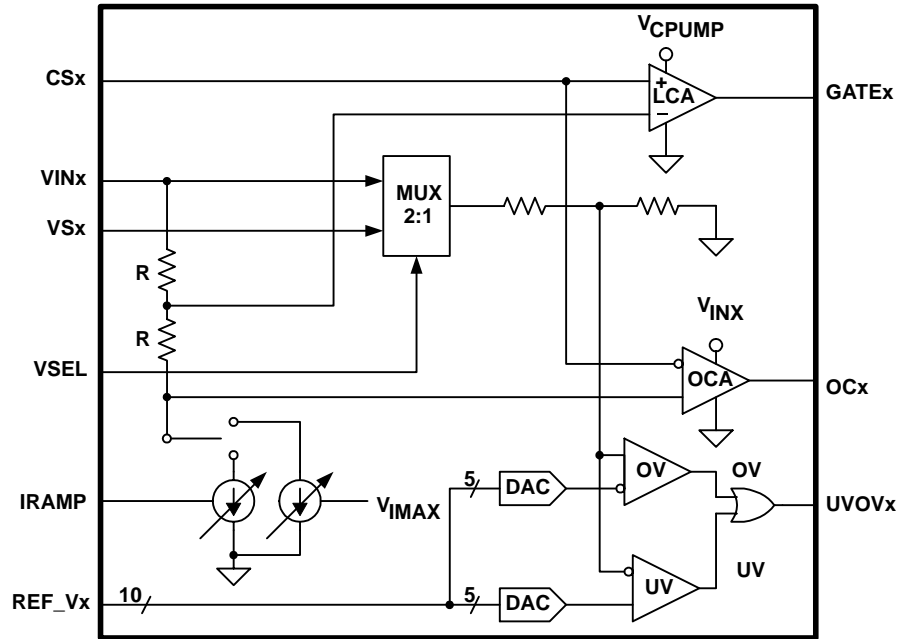 VCPUMP
CSx
+
LCA
−
GATEx
VINx
MUX
2:1
VSx
R
R
VINX
VSEL
OCA
OCx
OV
OV
5
DAC
IRAMP
VIMAX
UVOVx
UV
UV
REF_Vx
10
5
DAC